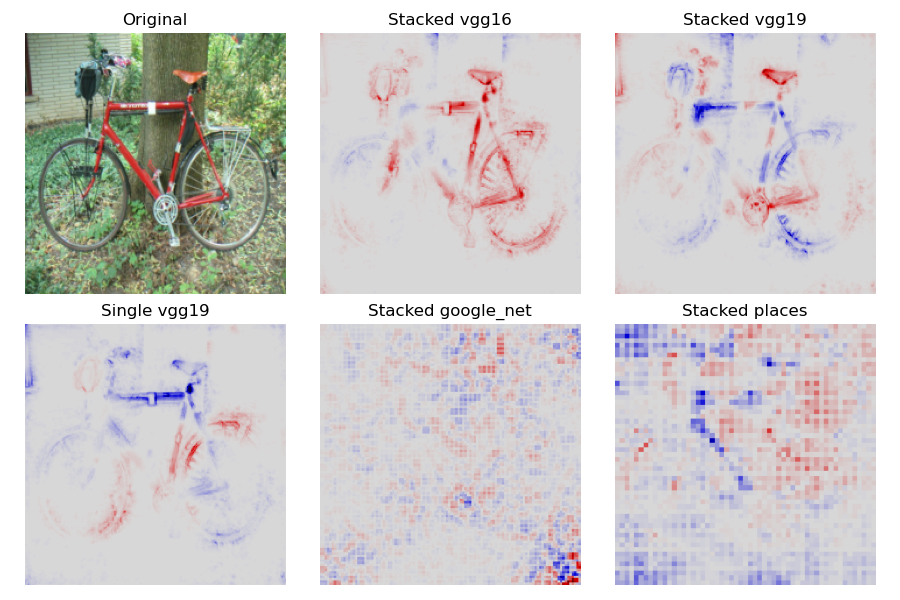 Original
Stacked vgg16
Stacked vgg19
Single vgg19
Stacked google_net
Stacked places